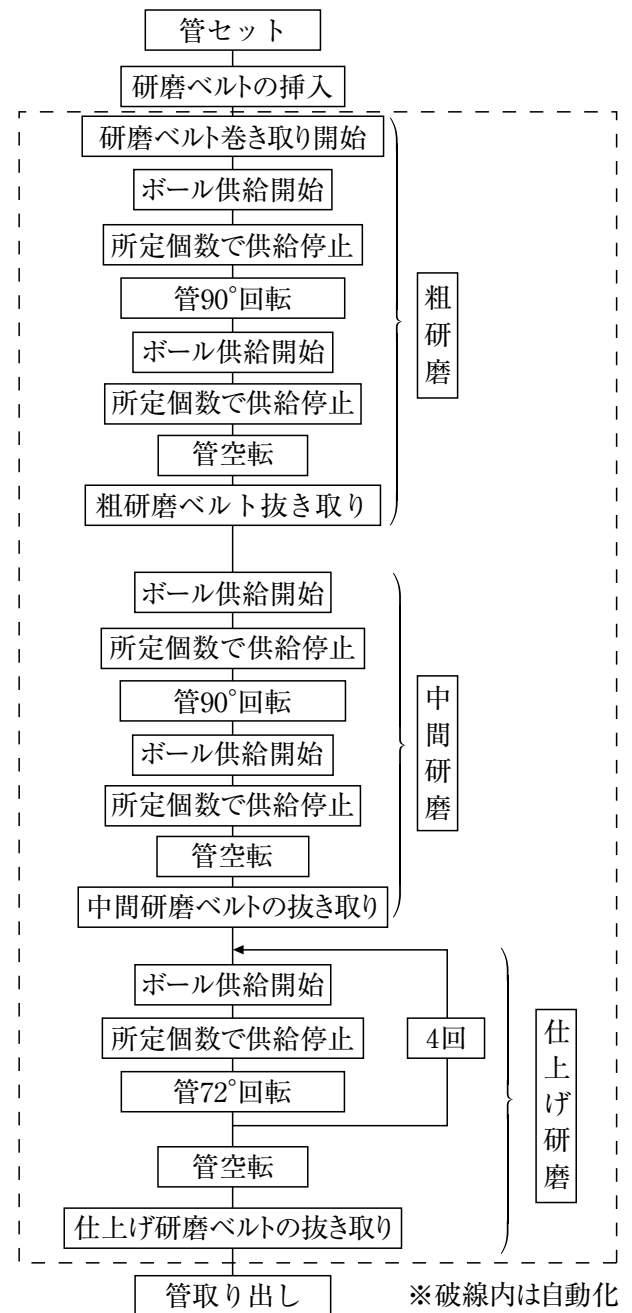 管セット
研磨ベルトの挿入
研磨ベルト巻き取り開始
ボール供給開始
所定個数で供給停止
管90°回転
ボール供給開始
所定個数で供給停止
管空転
粗研磨ベルト抜き取り
粗研磨
ボール供給開始
所定個数で供給停止
管90°回転
ボール供給開始
所定個数で供給停止
管空転
中間研磨ベルトの抜き取り
中間研磨
ボール供給開始
所定個数で供給停止
管72°回転
4回
管空転
仕上げ研磨ベルトの抜き取り
仕上げ研磨
管取り出し
※破線内は自動化